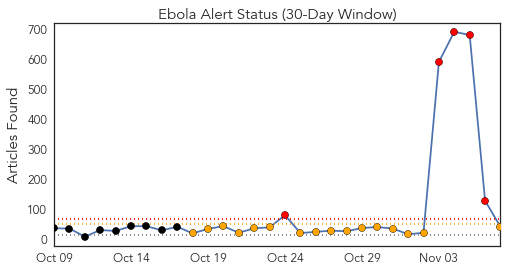 Ebola Alert Status (30-Day Window)
Articles Found
700
600
500
400
300
200
100
0
Oct 09
Oct 14
Oct 19
Oct 24
Oct 29
Nov 03